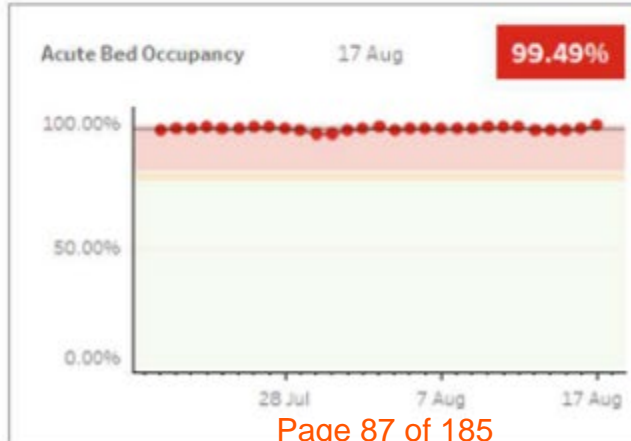 Acute Bed Occupancy 17 Aug 99.49%
100.00%
50.00%
0.00%
28 Jul 7 Aug 17 Aug
Page 87 of 185